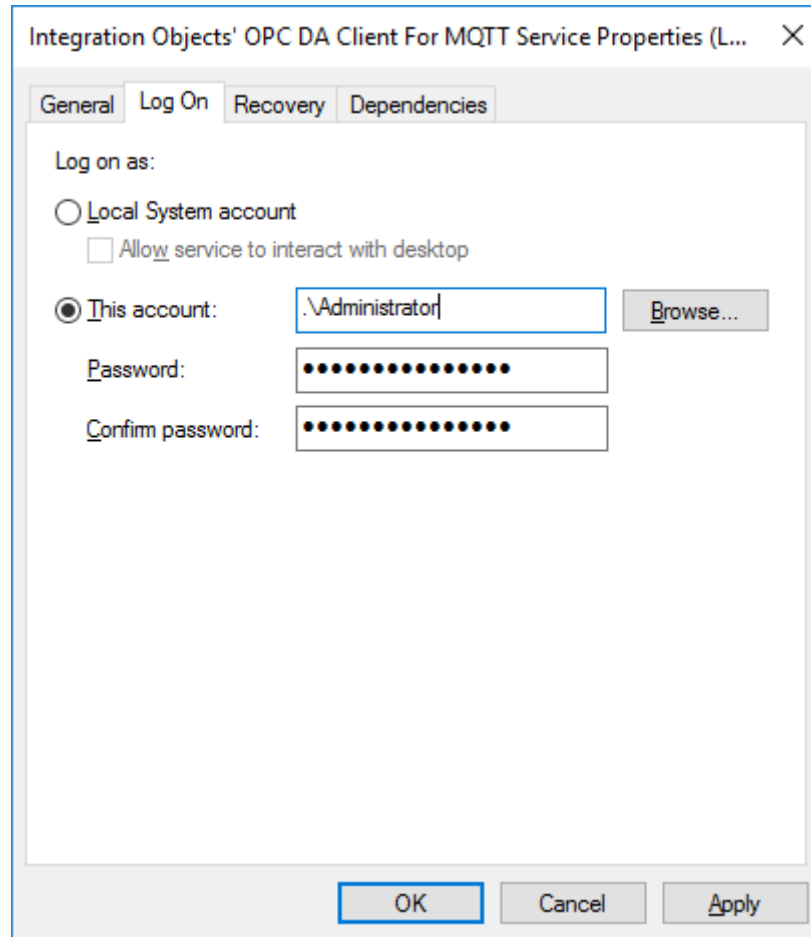 Integration Objects' OPC DA Client For MQTT Service Properties (L...
General Log On Recovery Dependencies
Log on as:
Local System account
Allow service to interact with desktop
This account: .\Administrator Browse...
Password: ●●●●●●●●●●●●●●●
Confirm password: ●●●●●●●●●●●●●●●
OK Cancel Apply